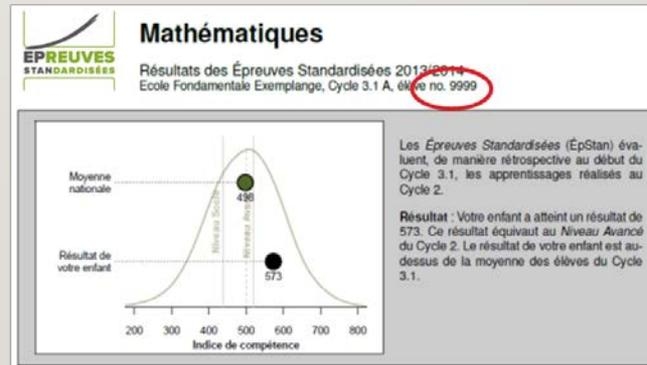 ÉPREUVES
STANDARDISÉES
Mathématiques
Résultats des Épreuves Standardisées 2013/2014
Ecole Fondamentale Exemplange, Cycle 3.1 A, élève no. 9999
Moyenne
nationale
498
Niveau Socle
Niveau Avancé
Résultat de
votre enfant
573
200 300 400 500 600 700 800
Indice de compétence
Les Épreuves Standardisées (ÉpStan) éva-
luent, de manière rétrospective au début du
Cycle 3.1, les apprentissages réalisés au
Cycle 2.
Résultat : Votre enfant a atteint un résultat de
573. Ce résultat équivaut au Niveau Avancé
du Cycle 2. Le résultat de votre enfant est au-
dessus de la moyenne des élèves du Cycle
3.1.